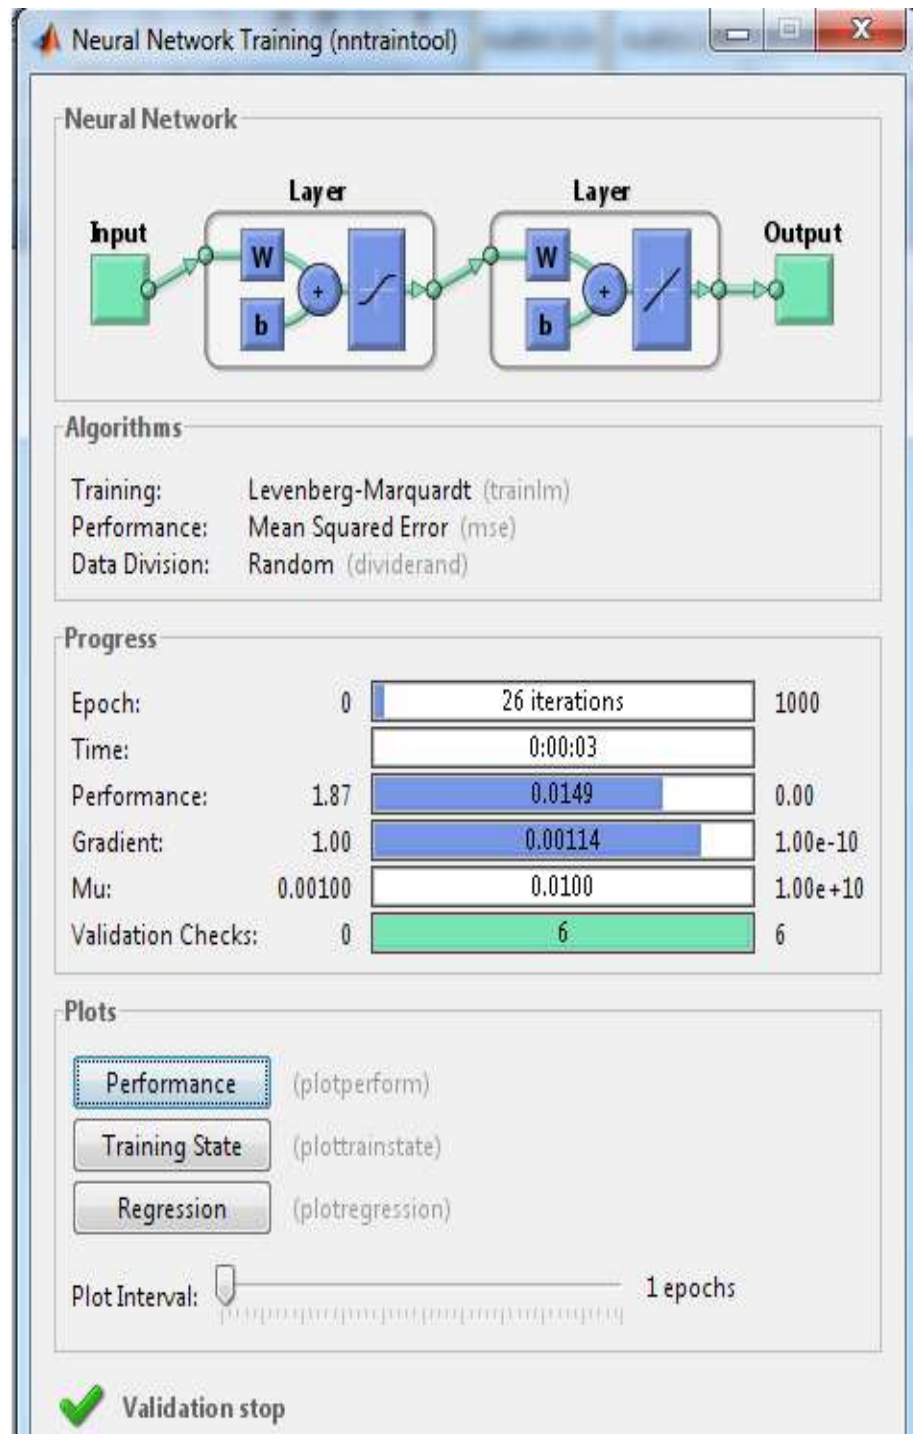 Neural Network Training (nntraintool)
Neural Network
Layer Layer
Input Output
W W
+ +
b b
Algorithms
Training: Levenberg-Marquardt (trainlm)
Performance: Mean Squared Error (mse)
Data Division: Random (dividerand)
Progress
Epoch: 0 26 iterations 1000
Time: 0:00:03
Performance: 1.87 0.0149 0.00
Gradient: 1.00 0.00114 1.00e-10
Mu: 0.00100 0.0100 1.00e+10
Validation Checks: 0 6 6
Plots
Performance (plotperform)
Training State (plottrainstate)
Regression (plotregression)
Plot Interval: 1 epochs
Validation stop